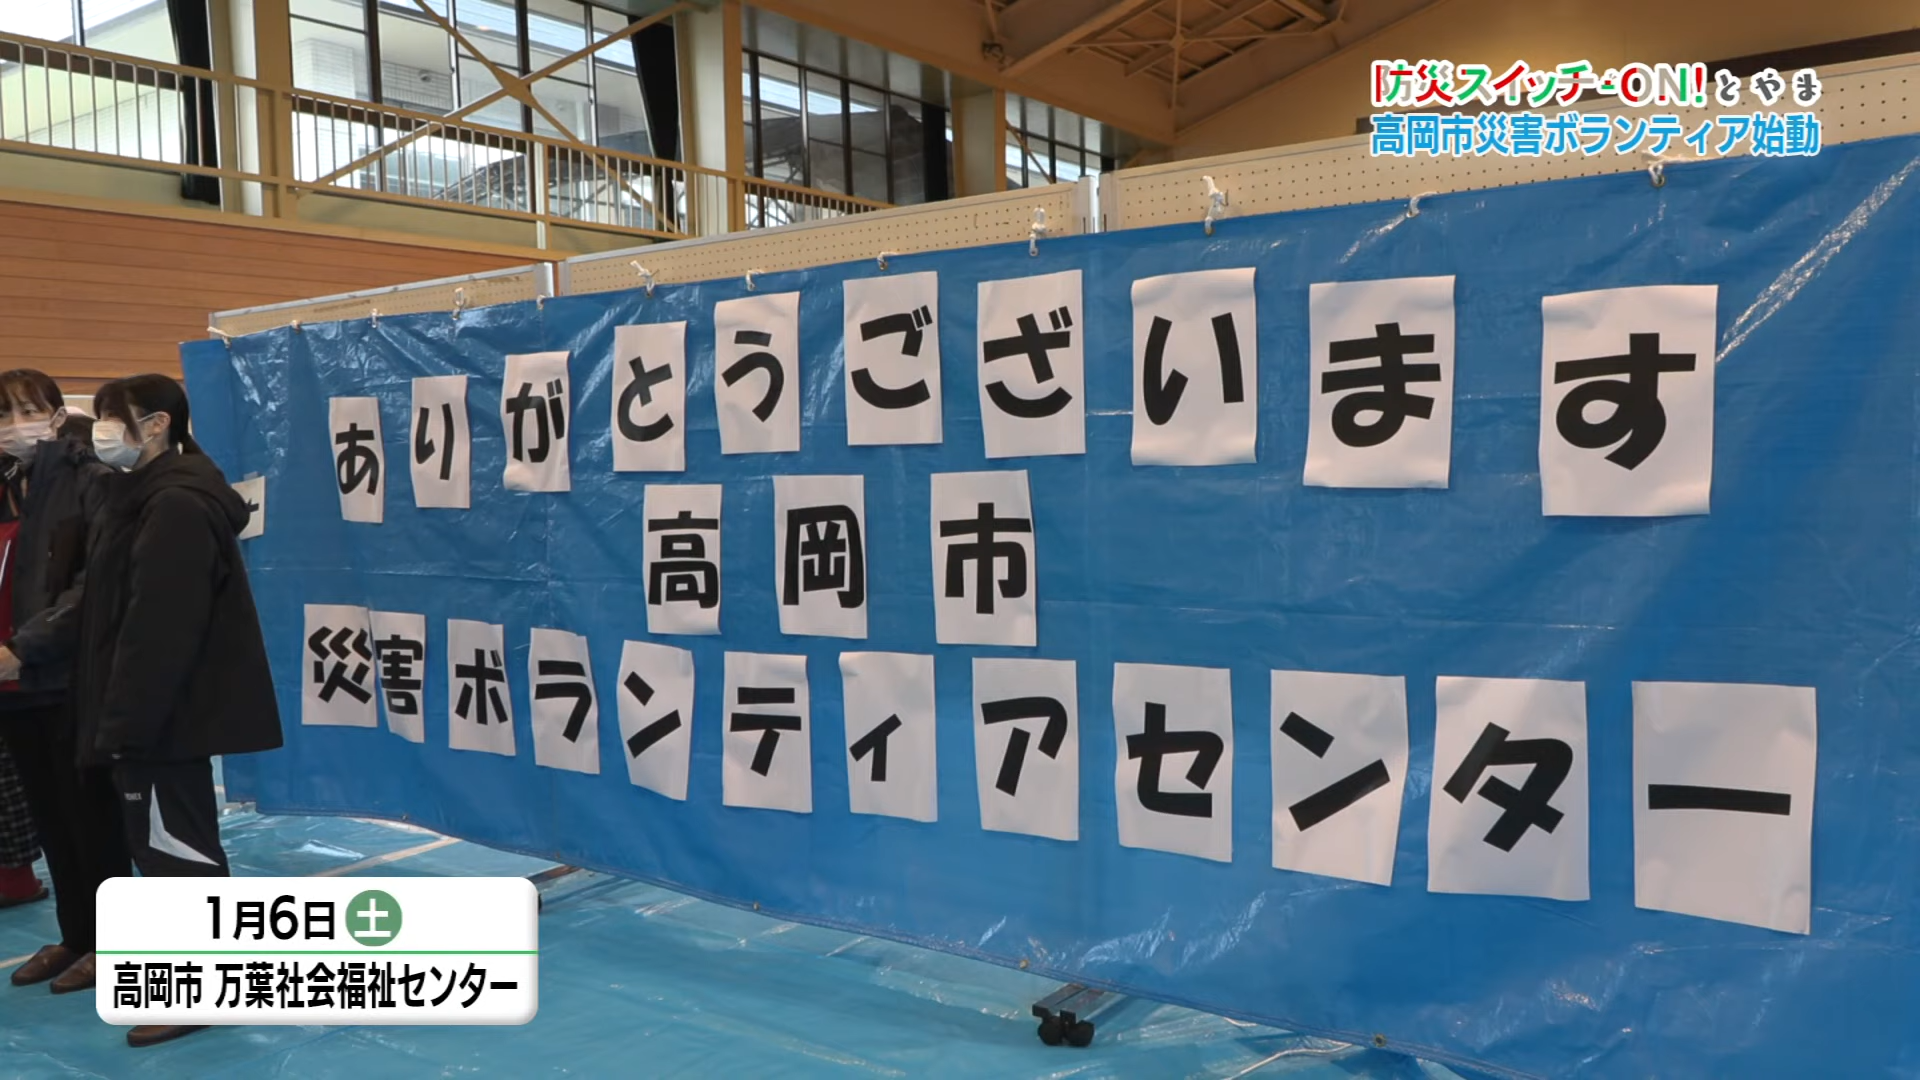 防災スイッチ-ON!とやま
高岡市災害ボランティア始動
ありがとうございます
高岡市
災害ボランティアセンター
1月6日土
高岡市 万葉社会福祉センター